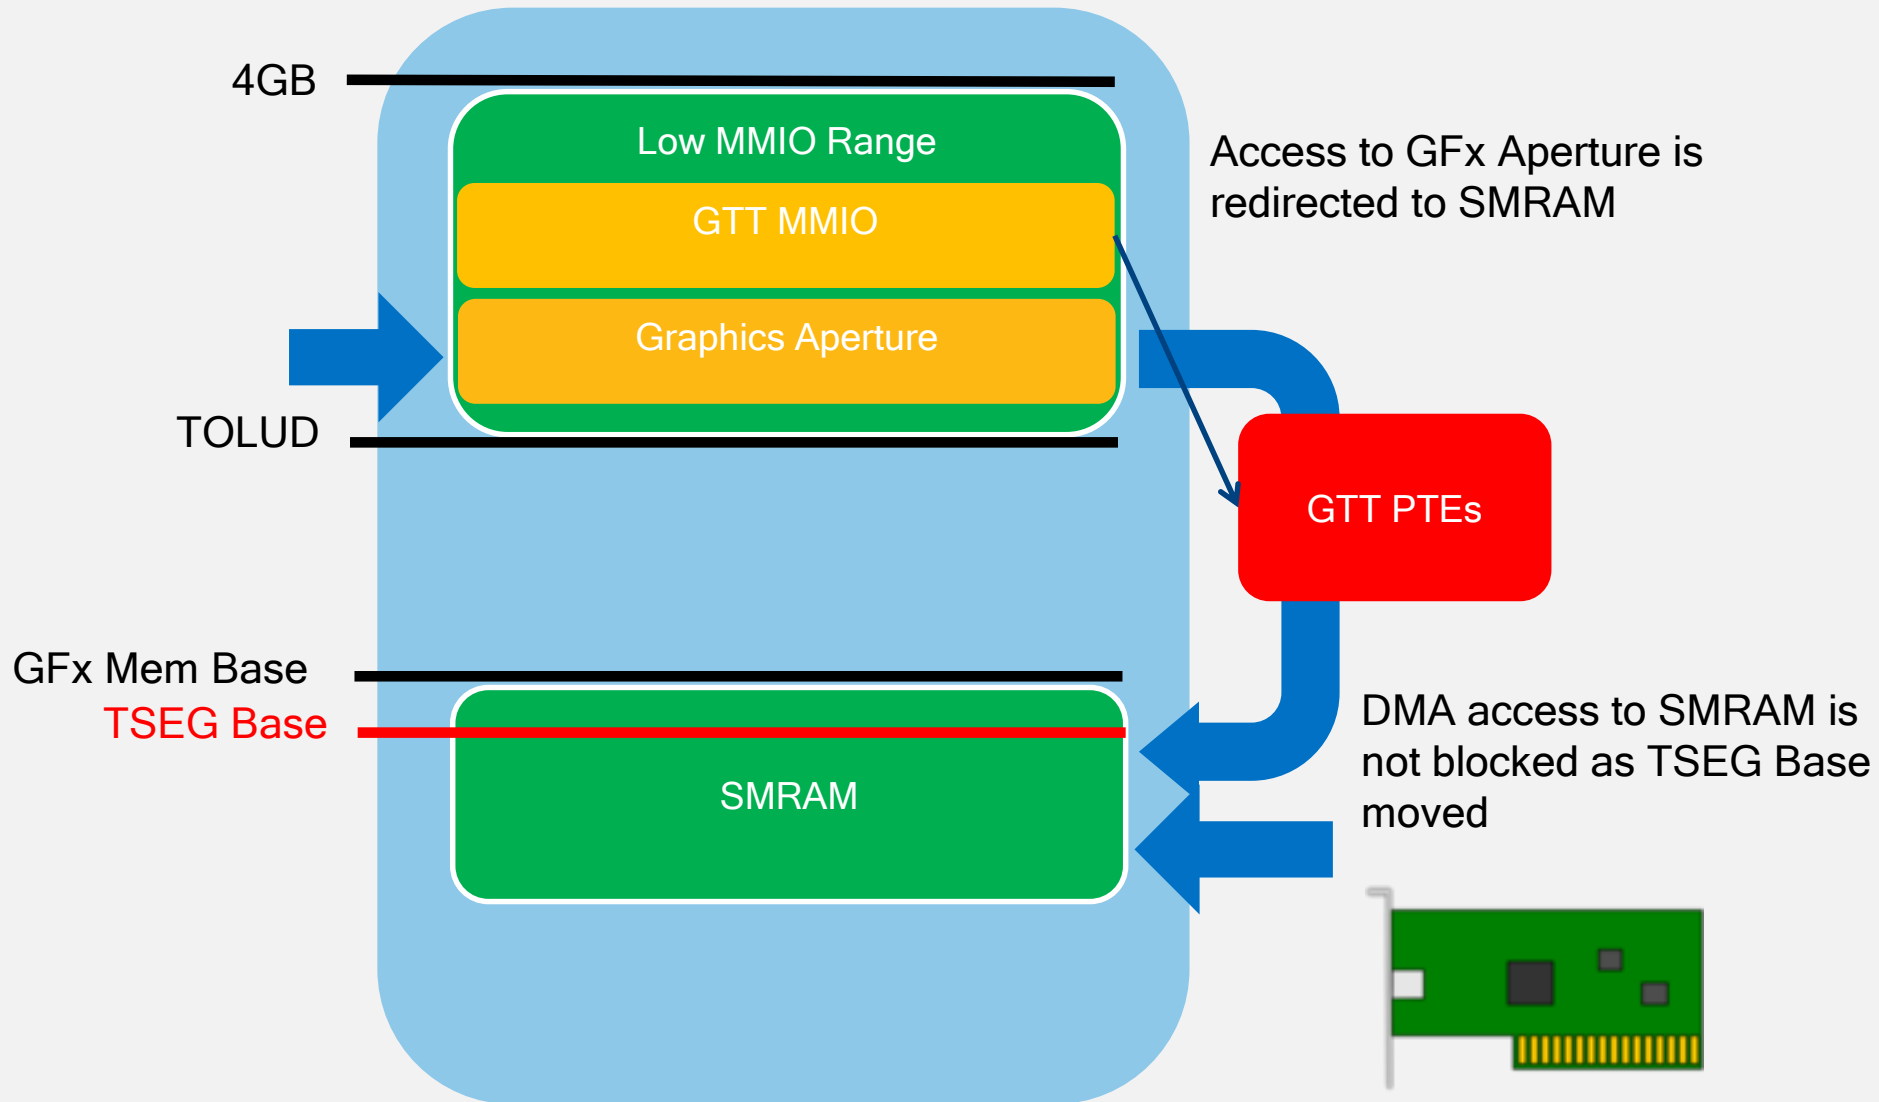 4GB
Low MMIO Range
GTT MMIO
Graphics Aperture
TOLUD
Access to GFx Aperture is
redirected to SMRAM
GTT PTEs
GFx Mem Base
TSEG Base
SMRAM
DMA access to SMRAM is
not blocked as TSEG Base
moved